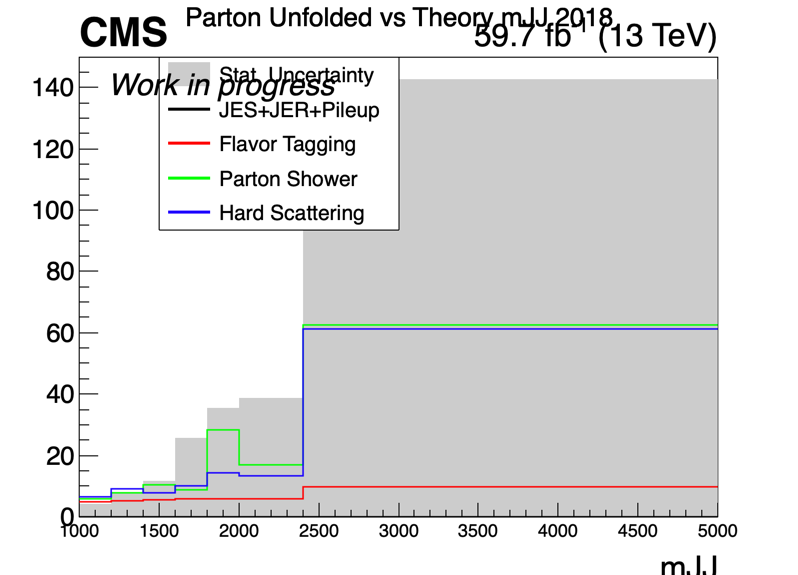 Parton Unfolded vs Theory mJJ 2018
CMS
59.7 fb⁻¹ (13 TeV)
Work in progress
Stat. Uncertainty
JES+JER+Pileup
Flavor Tagging
Parton Shower
Hard Scattering
140
120
100
80
60
40
20
0
1000 1500 2000 2500 3000 3500 4000 4500 5000
mJJ